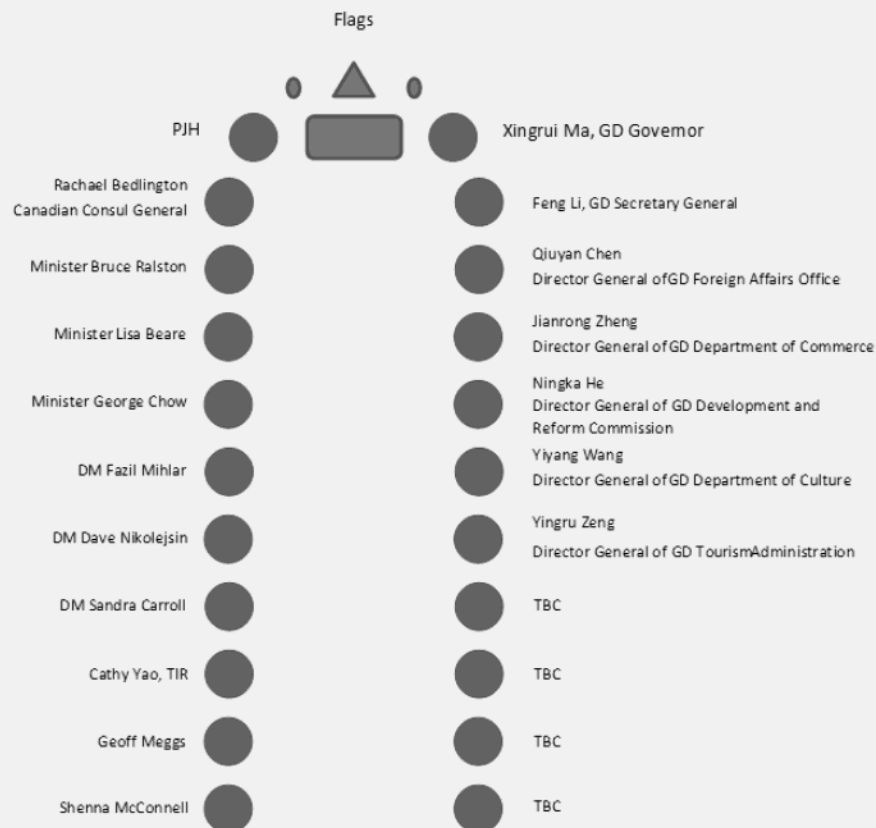 Flags
PJH
Xingrui Ma, GD Governor
Rachael Bedlington
Canadian Consul General
Feng Li, GD Secretary General
Minister Bruce Ralston
Qiuyan Chen
Director General ofGD Foreign Affairs Office
Minister Lisa Beare
Jianrong Zheng
Director General of GD Department of Commerce
Minister George Chow
Ningka He
Director General of GD Development and
Reform Commission
DM Fazil Mihlar
Yiyang Wang
Director General of GD Department of Culture
DM Dave Nikolejsin
Yingru Zeng
Director General of GD TourismAdministration
DM Sandra Carroll
TBC
Cathy Yao, TIR
TBC
Geoff Meggs
TBC
Shenna McConnell
TBC